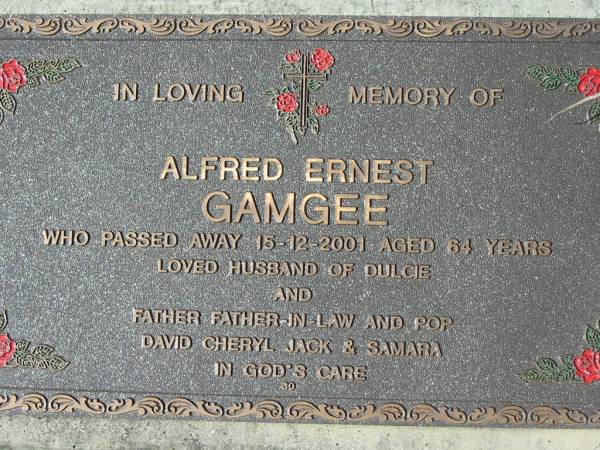 IN LOVING MEMORY OF
ALFRED ERNEST
GAMGEE
WHO PASSED AWAY 15-12-2001 AGED 64 YEARS
LOVED HUSBAND OF DULCIE
AND
FATHER FATHER-IN-LAW AND POP
DAVID CHERYL JACK & SAMARA
IN GOD'S CARE
30